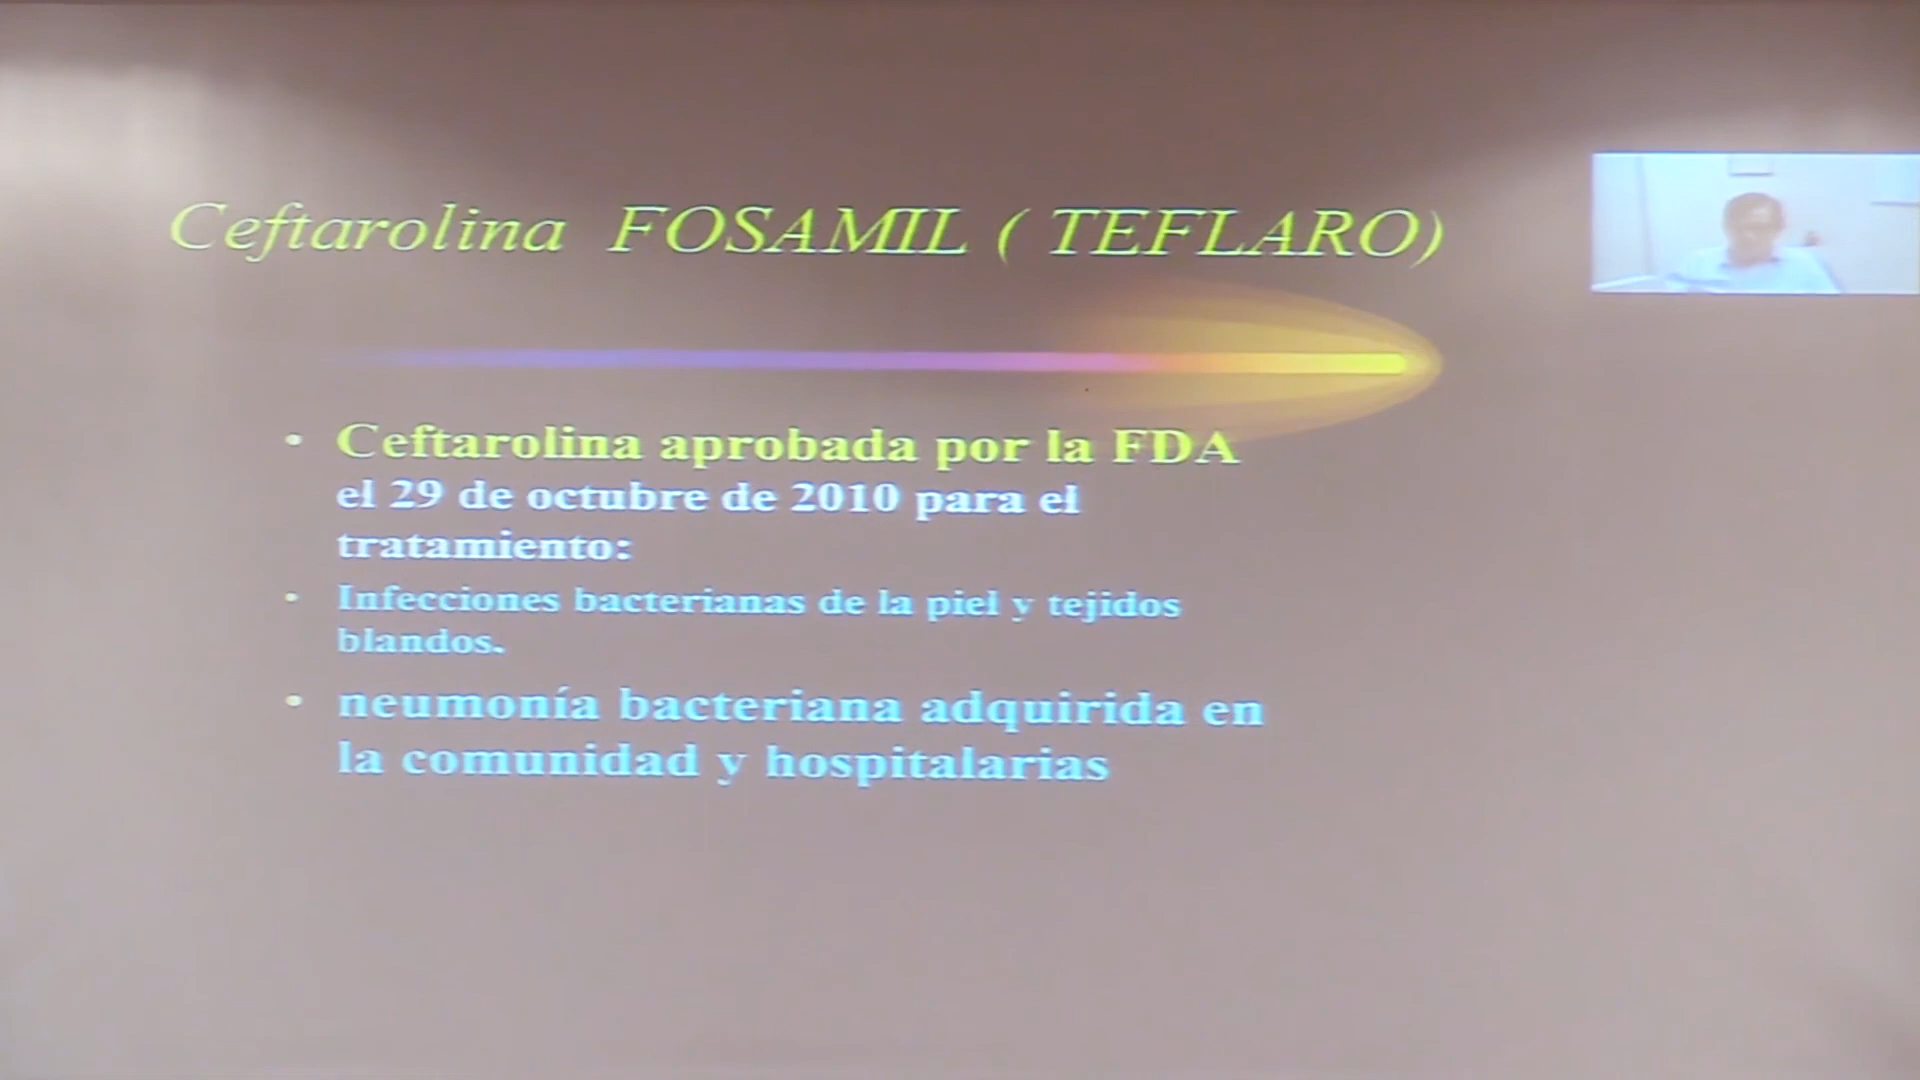 Ceftarolina FOSAMIL ( TEFLARO)
• Ceftarolina aprobada por la FDA
el 29 de octubre de 2010 para el
tratamiento:
• Infecciones bacterianas de la piel y tejidos
blandos.
• neumonía bacteriana adquirida en
la comunidad y hospitalarias